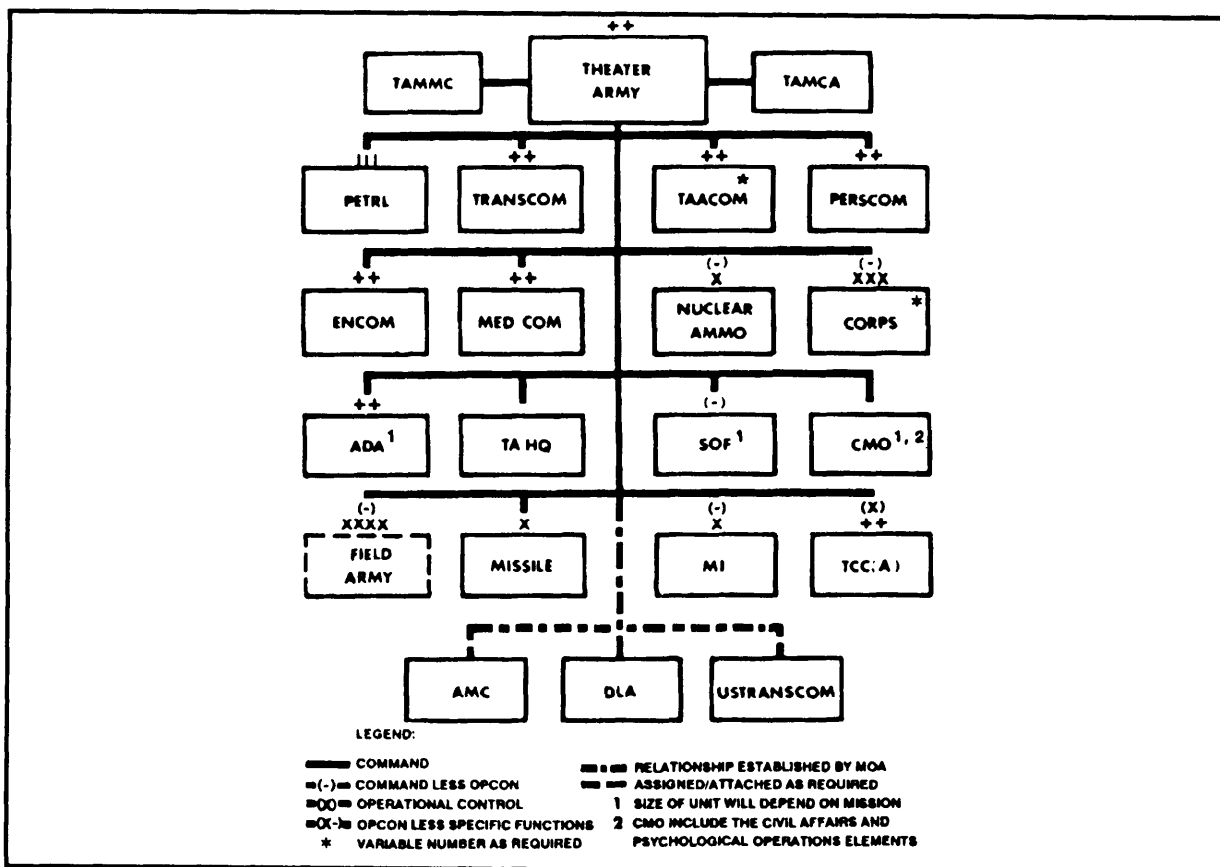 ++
TAMMC
THEATER
ARMY
TAMCA
III
++
++
++
PETRL
TRANSCOM
TAACOM *
PERSCOM
++
++
(-)
X
(-)
XXX
ENCOM
MED COM
NUCLEAR
AMMO
CORPS *
++
(-)
ADA 1
TA HQ
SOF 1
CMO 1, 2
(-)
XXXX
X
(-)
X
(X)
++
FIELD
ARMY
MISSILE
MI
TCC(A)
AMC
DLA
USTRANSCOM
LEGEND:
COMMAND
(-) COMMAND LESS OPCON
(X) OPERATIONAL CONTROL
(X-) OPCON LESS SPECIFIC FUNCTIONS
* VARIABLE NUMBER AS REQUIRED
RELATIONSHIP ESTABLISHED BY MOA
ASSIGNED/ATTACHED AS REQUIRED
1 SIZE OF UNIT WILL DEPEND ON MISSION
2 CMO INCLUDE THE CIVIL AFFAIRS AND
PSYCHOLOGICAL OPERATIONS ELEMENTS